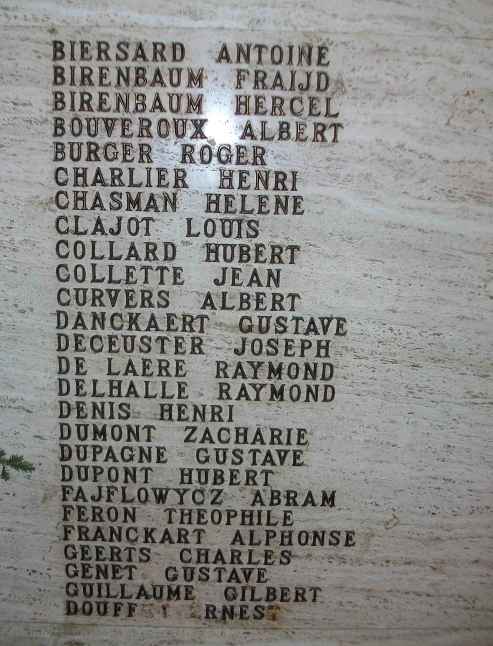 BIERSARD ANTOINE
BIRENBAUM FRAIJD
BIRENBAUM HERCEL
BOUVEROUX ALBERT
BURGER ROGER
CHARLIER HENRI
CHASMAN HELENE
CLAJOT LOUIS
COLLARD HUBERT
COLLETTE JEAN
CURVERS ALBERT
DANCKAERT GUSTAVE
DECEUSTER JOSEPH
DE LAERE RAYMOND
DELHALLE RAYMOND
DENIS HENRI
DUMONT ZACHARIE
DUPAGNE GUSTAVE
DUPONT HUBERT
FAJFLOWYCZ ABRAM
FERON THEOPHILE
FRANCKART ALPHONSE
GEERTS CHARLES
GENET GUSTAVE
GUILLAUME GILBERT